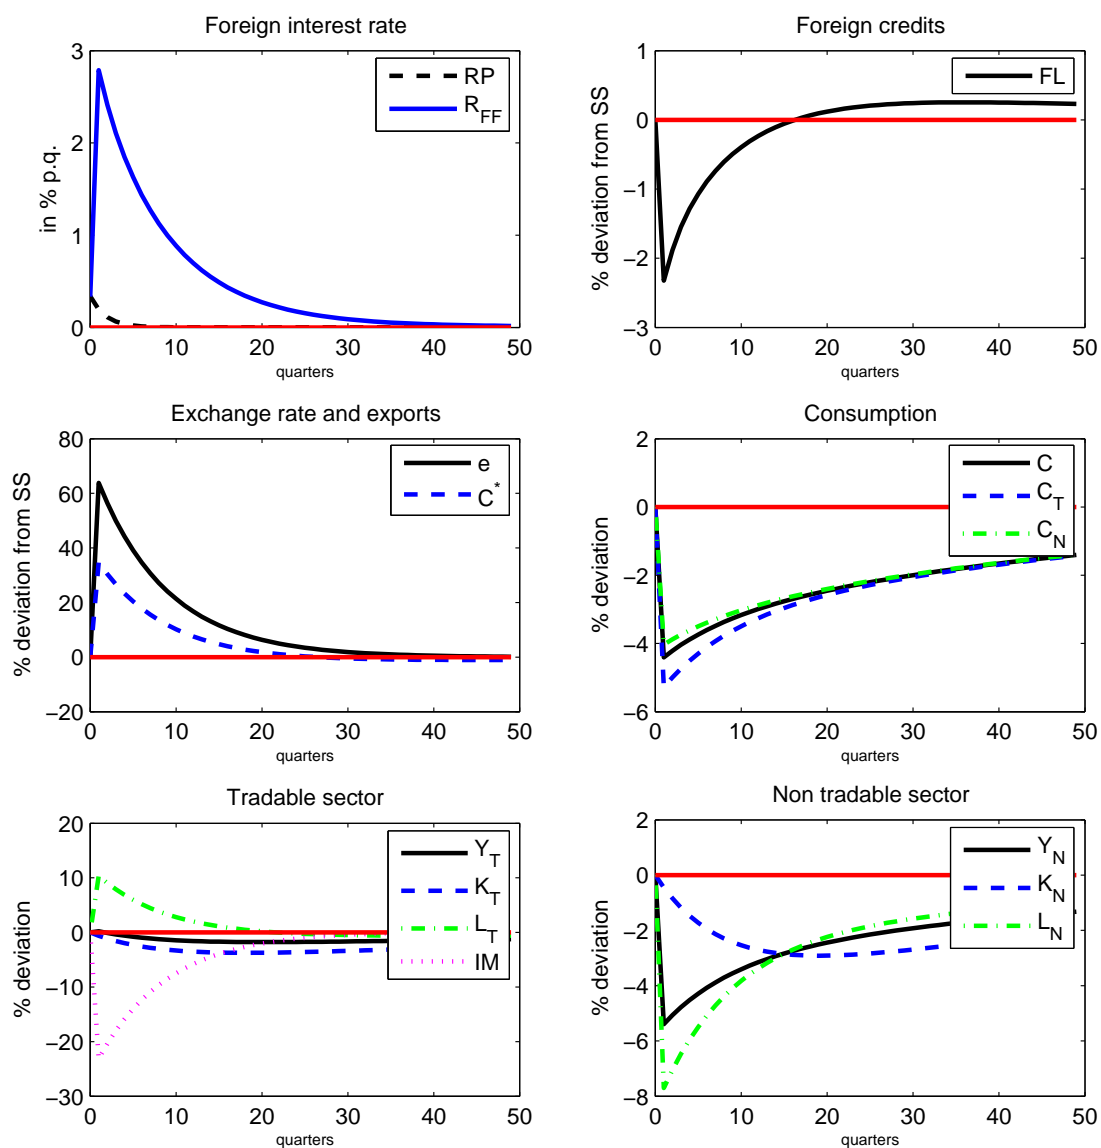 Foreign interest rate
3
2
1
0
in % p.q.
RP
R_FF
0 10 20 30 40 50
quarters
Foreign credits
1
0
−1
−2
−3
% deviation from SS
FL
0 10 20 30 40 50
quarters
Exchange rate and exports
80
60
40
20
0
−20
% deviation from SS
e
C*
0 10 20 30 40 50
quarters
Consumption
2
0
−2
−4
−6
% deviation
C
C_T
C_N
0 10 20 30 40 50
quarters
Tradable sector
20
10
0
−10
−20
−30
% deviation
Y_T
K_T
L_T
IM
0 10 20 30 40 50
quarters
Non tradable sector
2
0
−2
−4
−6
−8
% deviation
Y_N
K_N
L_N
0 10 20 30 40 50
quarters